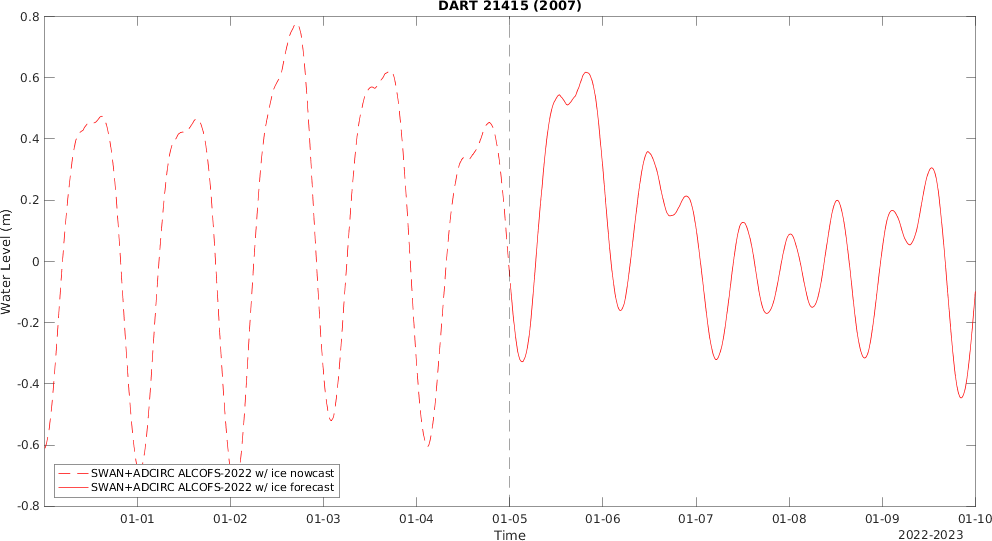 DART 21415 (2007)
Water Level (m)
0.8
0.6
0.4
0.2
0
-0.2
-0.4
-0.6
-0.8
SWAN+ADCIRC ALCOFS-2022 w/ ice nowcast
SWAN+ADCIRC ALCOFS-2022 w/ ice forecast
01-01 01-02 01-03 01-04 01-05 01-06 01-07 01-08 01-09 01-10
Time
2022-2023